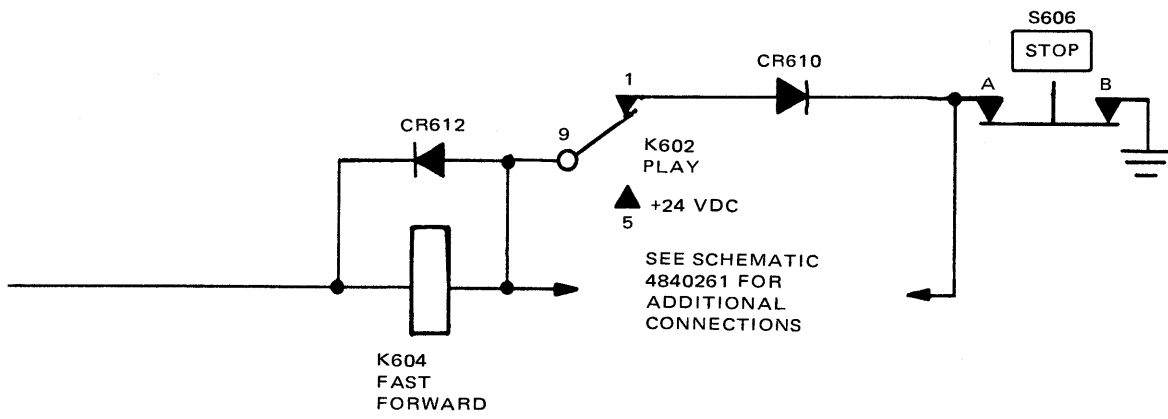 S606
STOP
CR610
A
B
1
CR612
9
K602
PLAY
+24 VDC
5
SEE SCHEMATIC
4840261 FOR
ADDITIONAL
CONNECTIONS
K604
FAST
FORWARD